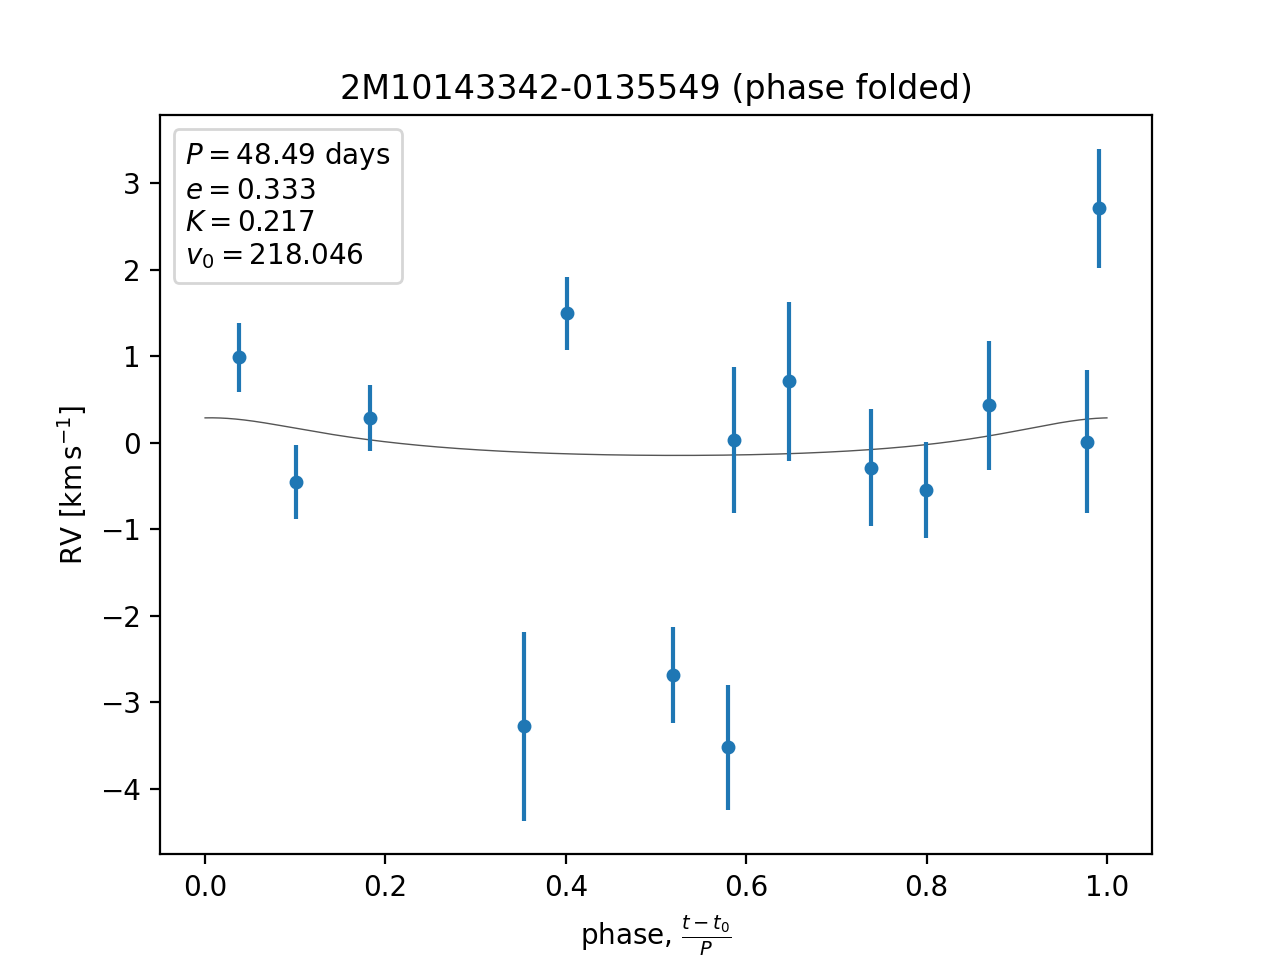 2M10143342-0135549 (phase folded)
P = 48.49 days
e = 0.333
K = 0.217
v₀ = 218.046
3
2
1
0
−1
−2
−3
−4
RV [km s⁻¹]
0.0 0.2 0.4 0.6 0.8 1.0
phase, (t − t₀)/P